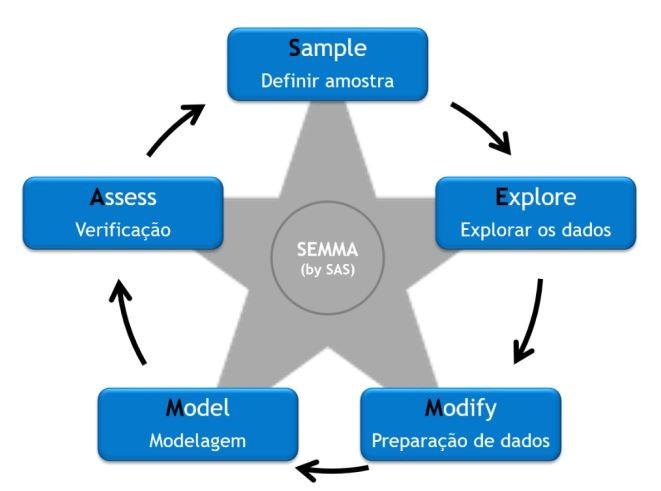 Sample
Definir amostra
Explore
Explorar os dados
Modify
Preparação de dados
Model
Modelagem
Assess
Verificação
SEMMA
(by SAS)